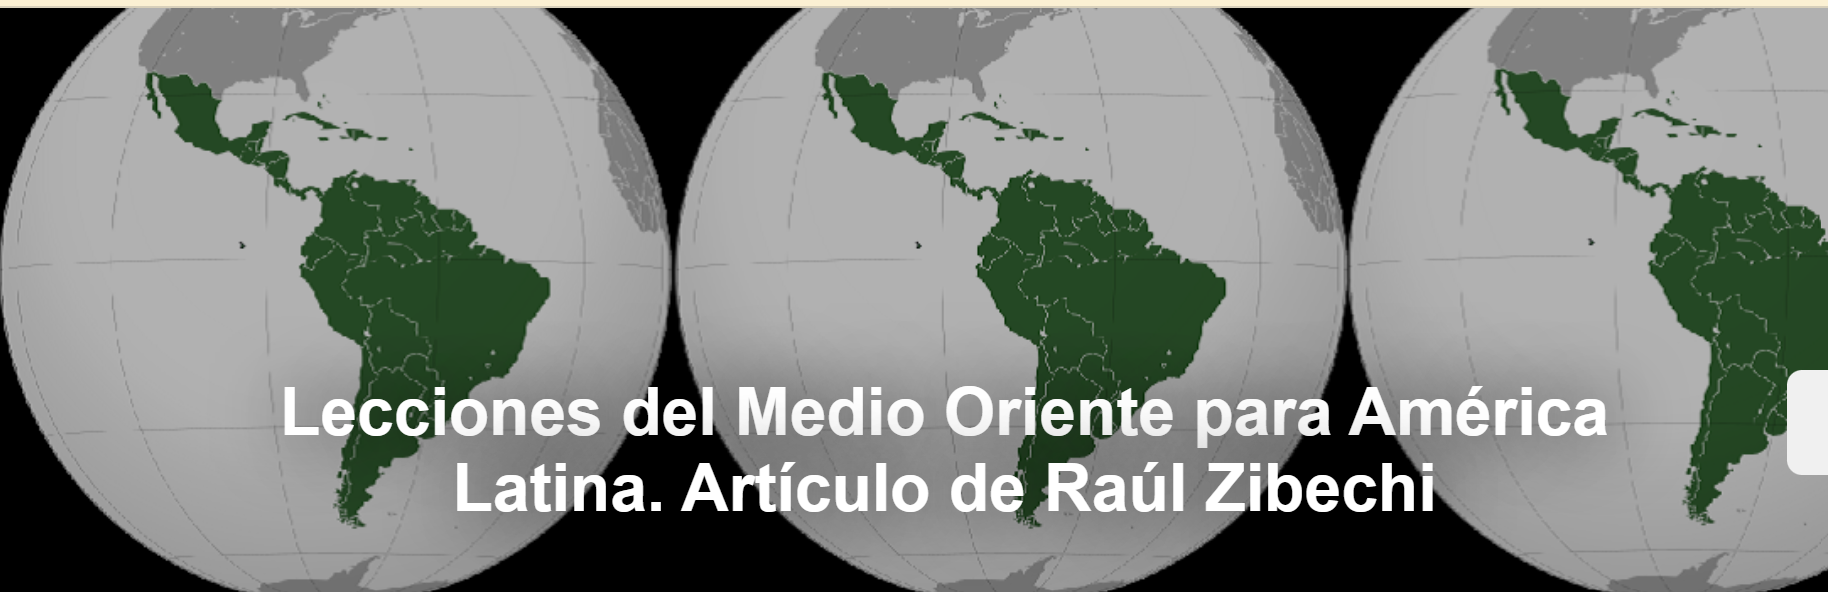 Lecciones del Medio Oriente para América
Latina. Artículo de Raúl Zibechi